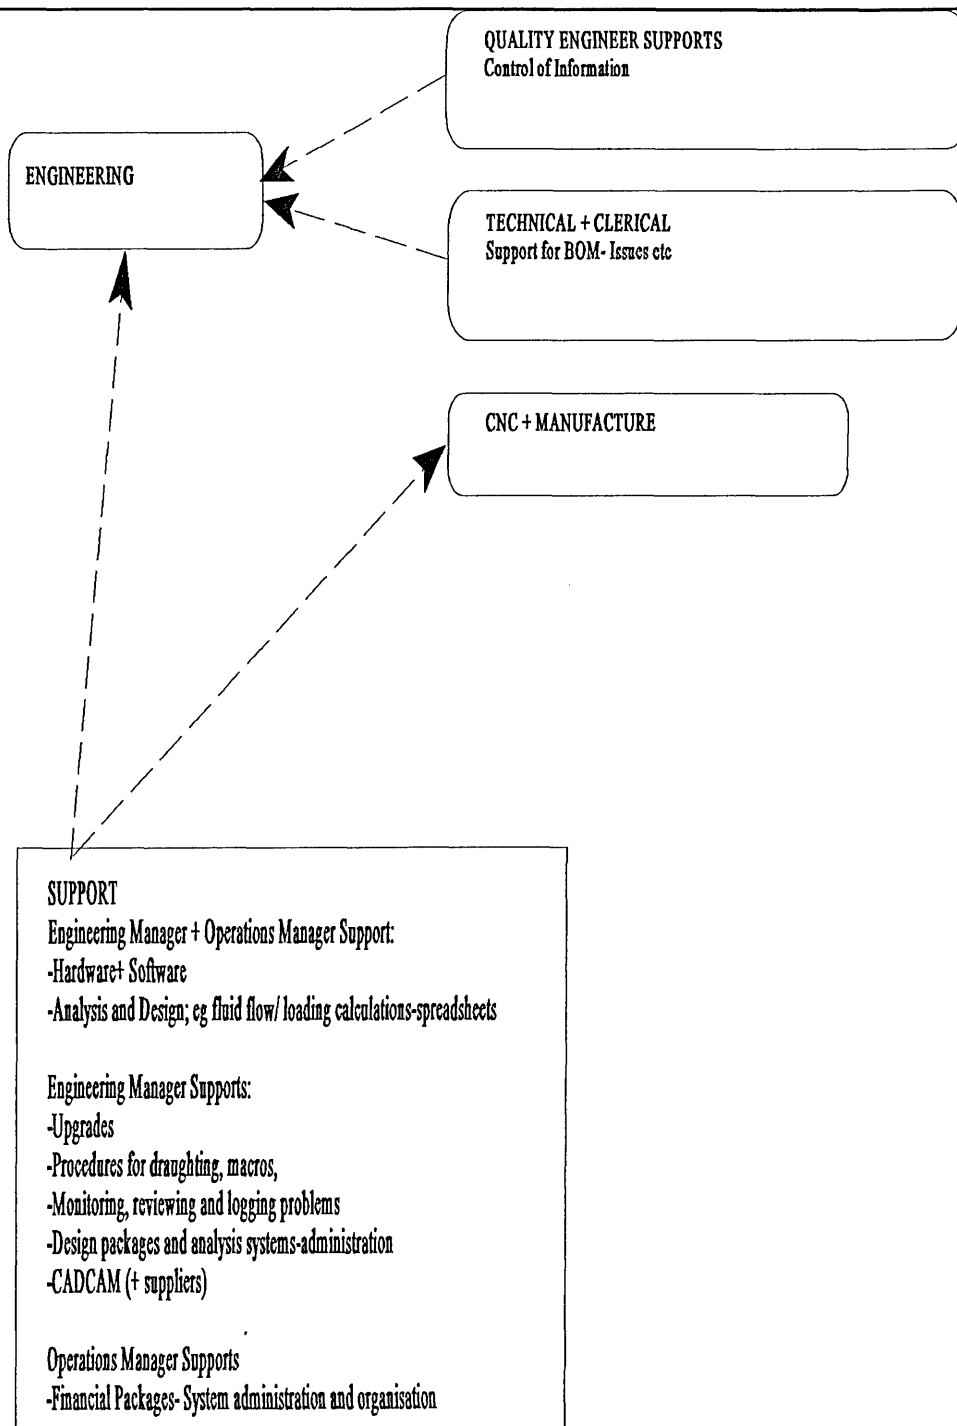 QUALITY ENGINEER SUPPORTS
Control of Information
ENGINEERING
TECHNICAL + CLERICAL
Support for BOM- Issues etc
CNC + MANUFACTURE
SUPPORT
Engineering Manager + Operations Manager Support:
-Hardware+ Software
-Analysis and Design; eg fluid flow/ loading calculations-spreadsheets
Engineering Manager Supports:
-Upgrades
-Procedures for draughting, macros,
-Monitoring, reviewing and logging problems
-Design packages and analysis systems-administration
-CADCAM (+ suppliers)
Operations Manager Supports
-Financial Packages- System administration and organisation